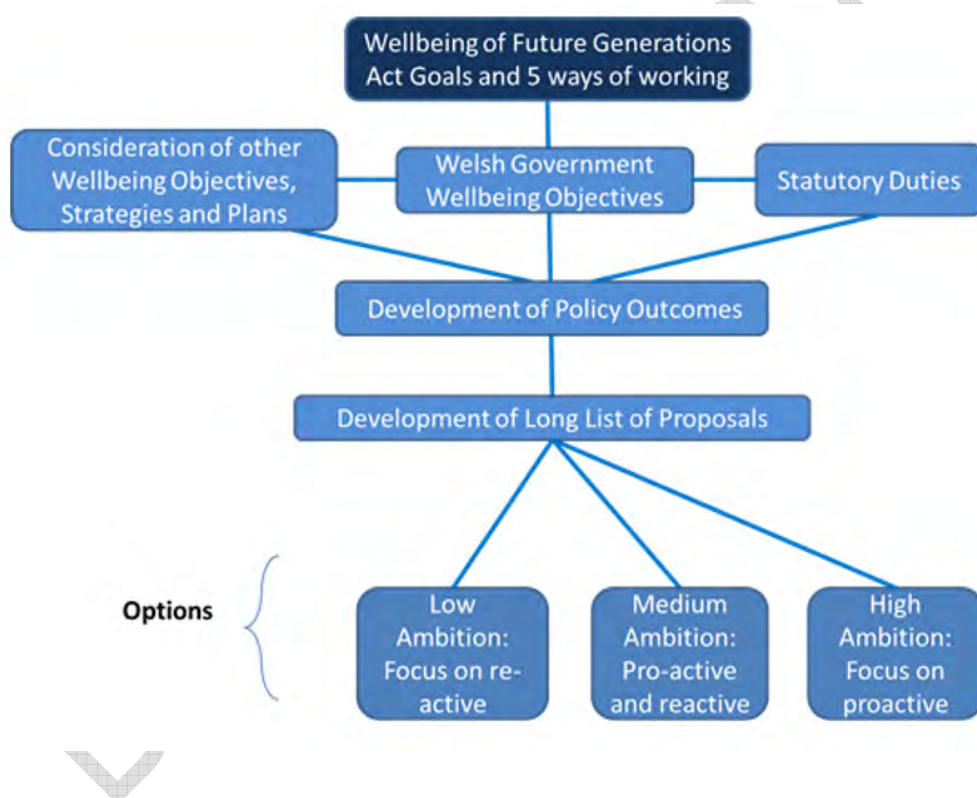 Wellbeing of Future Generations
Act Goals and 5 ways of working
Consideration of other
Wellbeing Objectives,
Strategies and Plans
Welsh Government
Wellbeing Objectives
Statutory Duties
Development of Policy Outcomes
Development of Long List of Proposals
Options
Low
Ambition:
Focus on re-
active
Medium
Ambition:
Pro-active
and reactive
High
Ambition:
Focus on
proactive